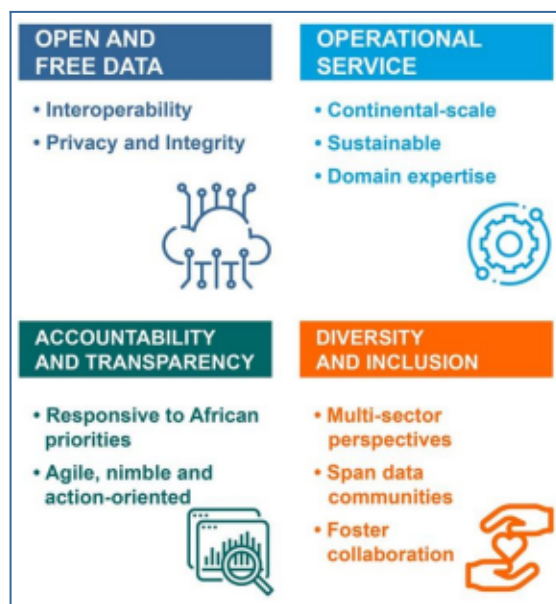 OPEN AND
FREE DATA
• Interoperability
• Privacy and Integrity
OPERATIONAL
SERVICE
• Continental-scale
• Sustainable
• Domain expertise
ACCOUNTABILITY
AND TRANSPARENCY
• Responsive to African
priorities
• Agile, nimble and
action-oriented
DIVERSITY
AND INCLUSION
• Multi-sector
perspectives
• Span data
communities
• Foster
collaboration